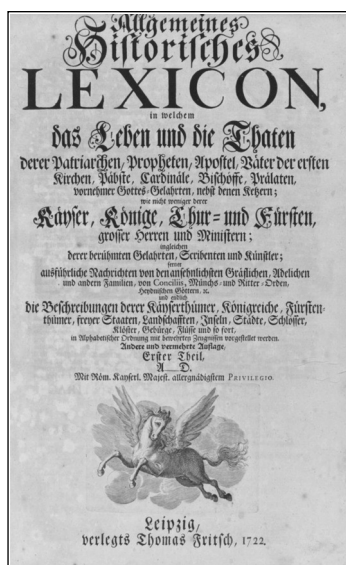 Allgemeines
Historisches
LEXICON,
in welchem
das Leben und die Thaten
derer Patriarchen, Propheten, Apostel, Väter der ersten
Kirchen, Päbste, Cardinäle, Bischöffe, Prälaten,
vornehmer Gottes-Gelahrten, nebst denen Ketzern;
wie nicht weniger derer
Käyser, Könige, Chur- und Fürsten,
grosser Herren und Ministern;
ingleichen
derer berühmten Gelahrten, Scribenten und Künstler;
ferner
ausführliche Nachrichten von den ansehnlichsten Gräflichen, Adelichen
und andern Familien, von Conciliis, Münchs- und Ritter-Orden,
Heydnischen Göttern, ꝛc.
und endlich
die Beschreibungen derer Käyserthümer, Königreiche, Fürsten-
thümer, freyer Staaten, Landschafften, Inseln, Städte, Schlösser,
Klöster, Gebürge, Flüsse und so fort,
in Alphabetischer Ordnung mit bewehrten Zeugnissen vorgestellet werden.
Andere und vermehrte Auflage,
Erster Theil,
A—D.
Mit Röm. Kayserl. Majest. allergnädigstem PRIVILEGIO.
Leipzig,
verlegts Thomas Fritsch, 1722.